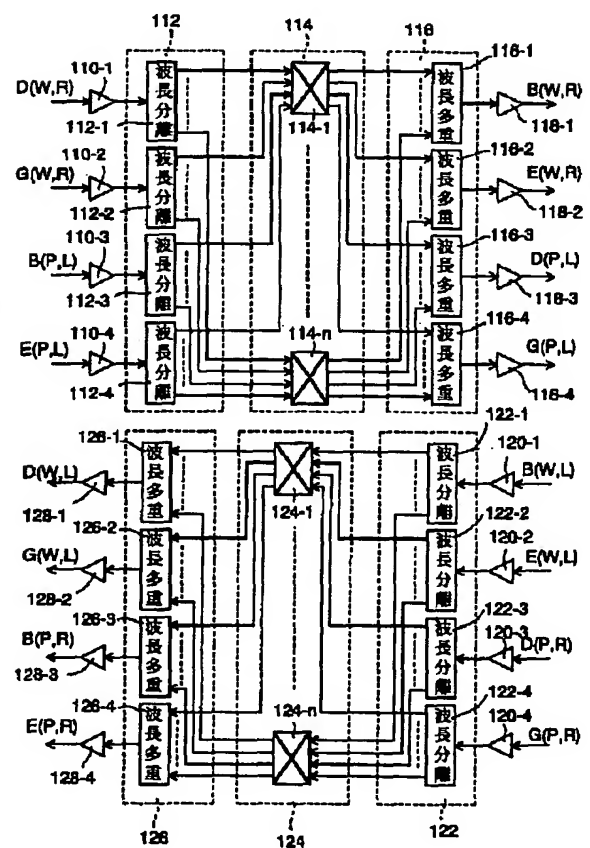 112
114
116
110-1
D(W,R)
波長分離
112-1
114-1
波長多重
116-1
B(W,R)
118-1
110-2
G(W,R)
波長分離
112-2
波長多重
116-2
E(W,R)
118-2
110-3
B(P,L)
波長分離
112-3
波長多重
116-3
D(P,L)
118-3
110-4
E(P,L)
波長分離
112-4
114-n
波長多重
116-4
G(P,L)
118-4
126-1
D(W,L)
128-1
波長多重
124-1
波長分離
122-1
120-1
B(W,L)
126-2
G(W,L)
128-2
波長多重
波長分離
122-2
120-2
E(W,L)
126-3
B(P,R)
128-3
波長多重
波長分離
122-3
120-3
D(P,R)
126-4
E(P,R)
128-4
波長多重
124-n
波長分離
122-4
120-4
G(P,R)
126
124
122